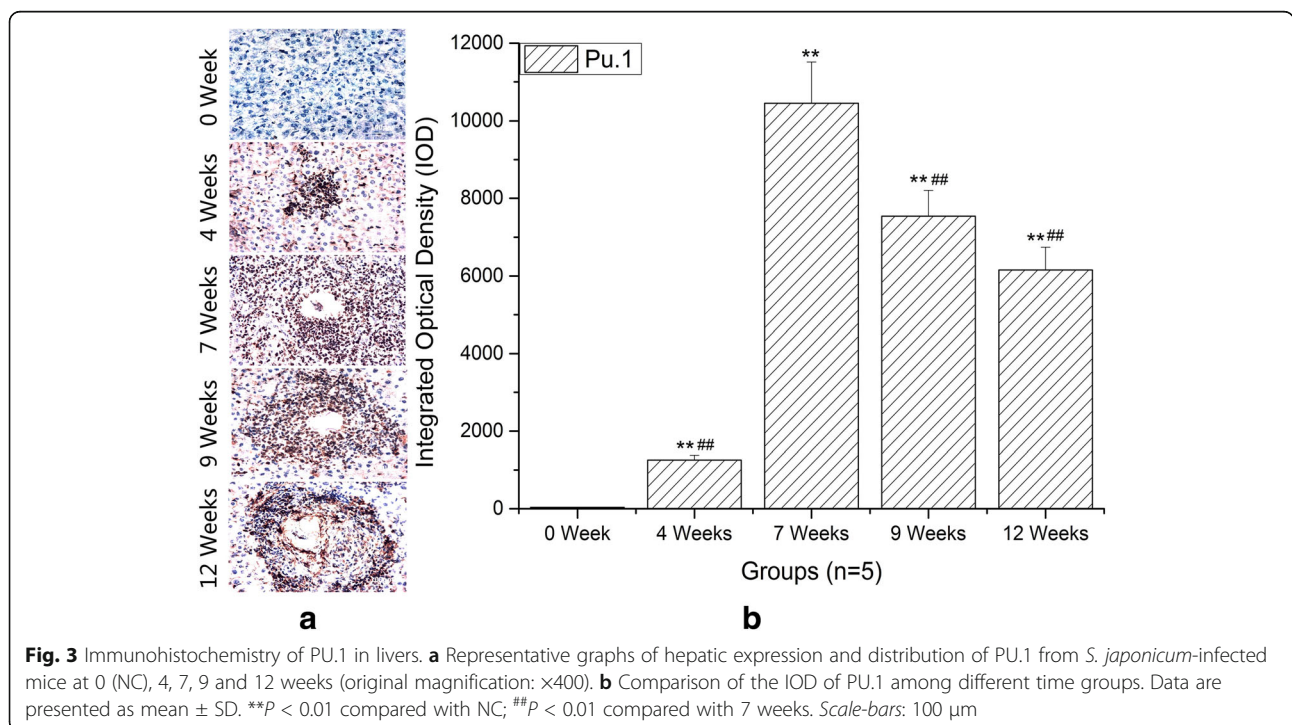 0 Week
4 Weeks
7 Weeks
9 Weeks
12 Weeks
a
Integrated Optical Density (IOD)
12000
10000
8000
6000
4000
2000
0
Pu.1
**
** ##
**##
**##
0 Week 4 Weeks 7 Weeks 9 Weeks 12 Weeks
Groups (n=5)
b
Fig. 3 Immunohistochemistry of PU.1 in livers. a Representative graphs of hepatic expression and distribution of PU.1 from S. japonicum-infected
mice at 0 (NC), 4, 7, 9 and 12 weeks (original magnification: ×400). b Comparison of the IOD of PU.1 among different time groups. Data are
presented as mean ± SD. **P < 0.01 compared with NC; ##P < 0.01 compared with 7 weeks. Scale-bars: 100 μm